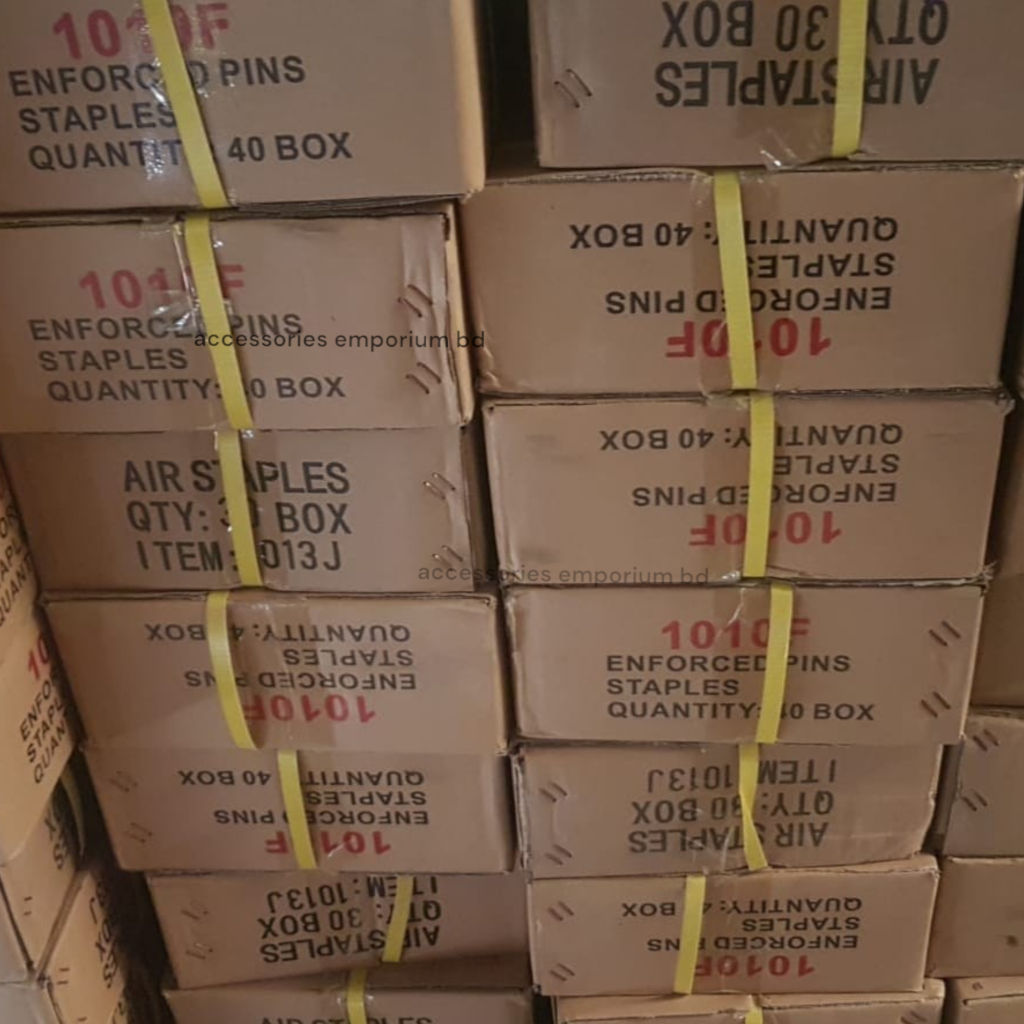 1010F
ENFORCED PINS
STAPLES
QUANTITY: 40 BOX
AIR STAPLES
QTY: 30 BOX
1010F
ENFORCED PINS
STAPLES
QUANTITY: 40 BOX
accessories emporium bd
1010F
ENFORCED PINS
STAPLES
QUANTITY: 40 BOX
AIR STAPLES
QTY: 30 BOX
ITEM: 1013J
1010F
ENFORCED PINS
STAPLES
QUANTITY: 40 BOX
accessories emporium bd
1010F
ENFORCED PINS
STAPLES
QUANTITY: 40 BOX
1010F
ENFORCED PINS
STAPLES
QUANTITY: 40 BOX
1010F
ENFORCED PINS
STAPLES
QUANTITY: 40 BOX
AIR STAPLES
QTY: 30 BOX
ITEM: 1013J
AIR STAPLES
QTY: 30 BOX
ITEM: 1013J
1010F
ENFORCED PINS
STAPLES
QUANTITY: 40 BOX
AIR STAPLES